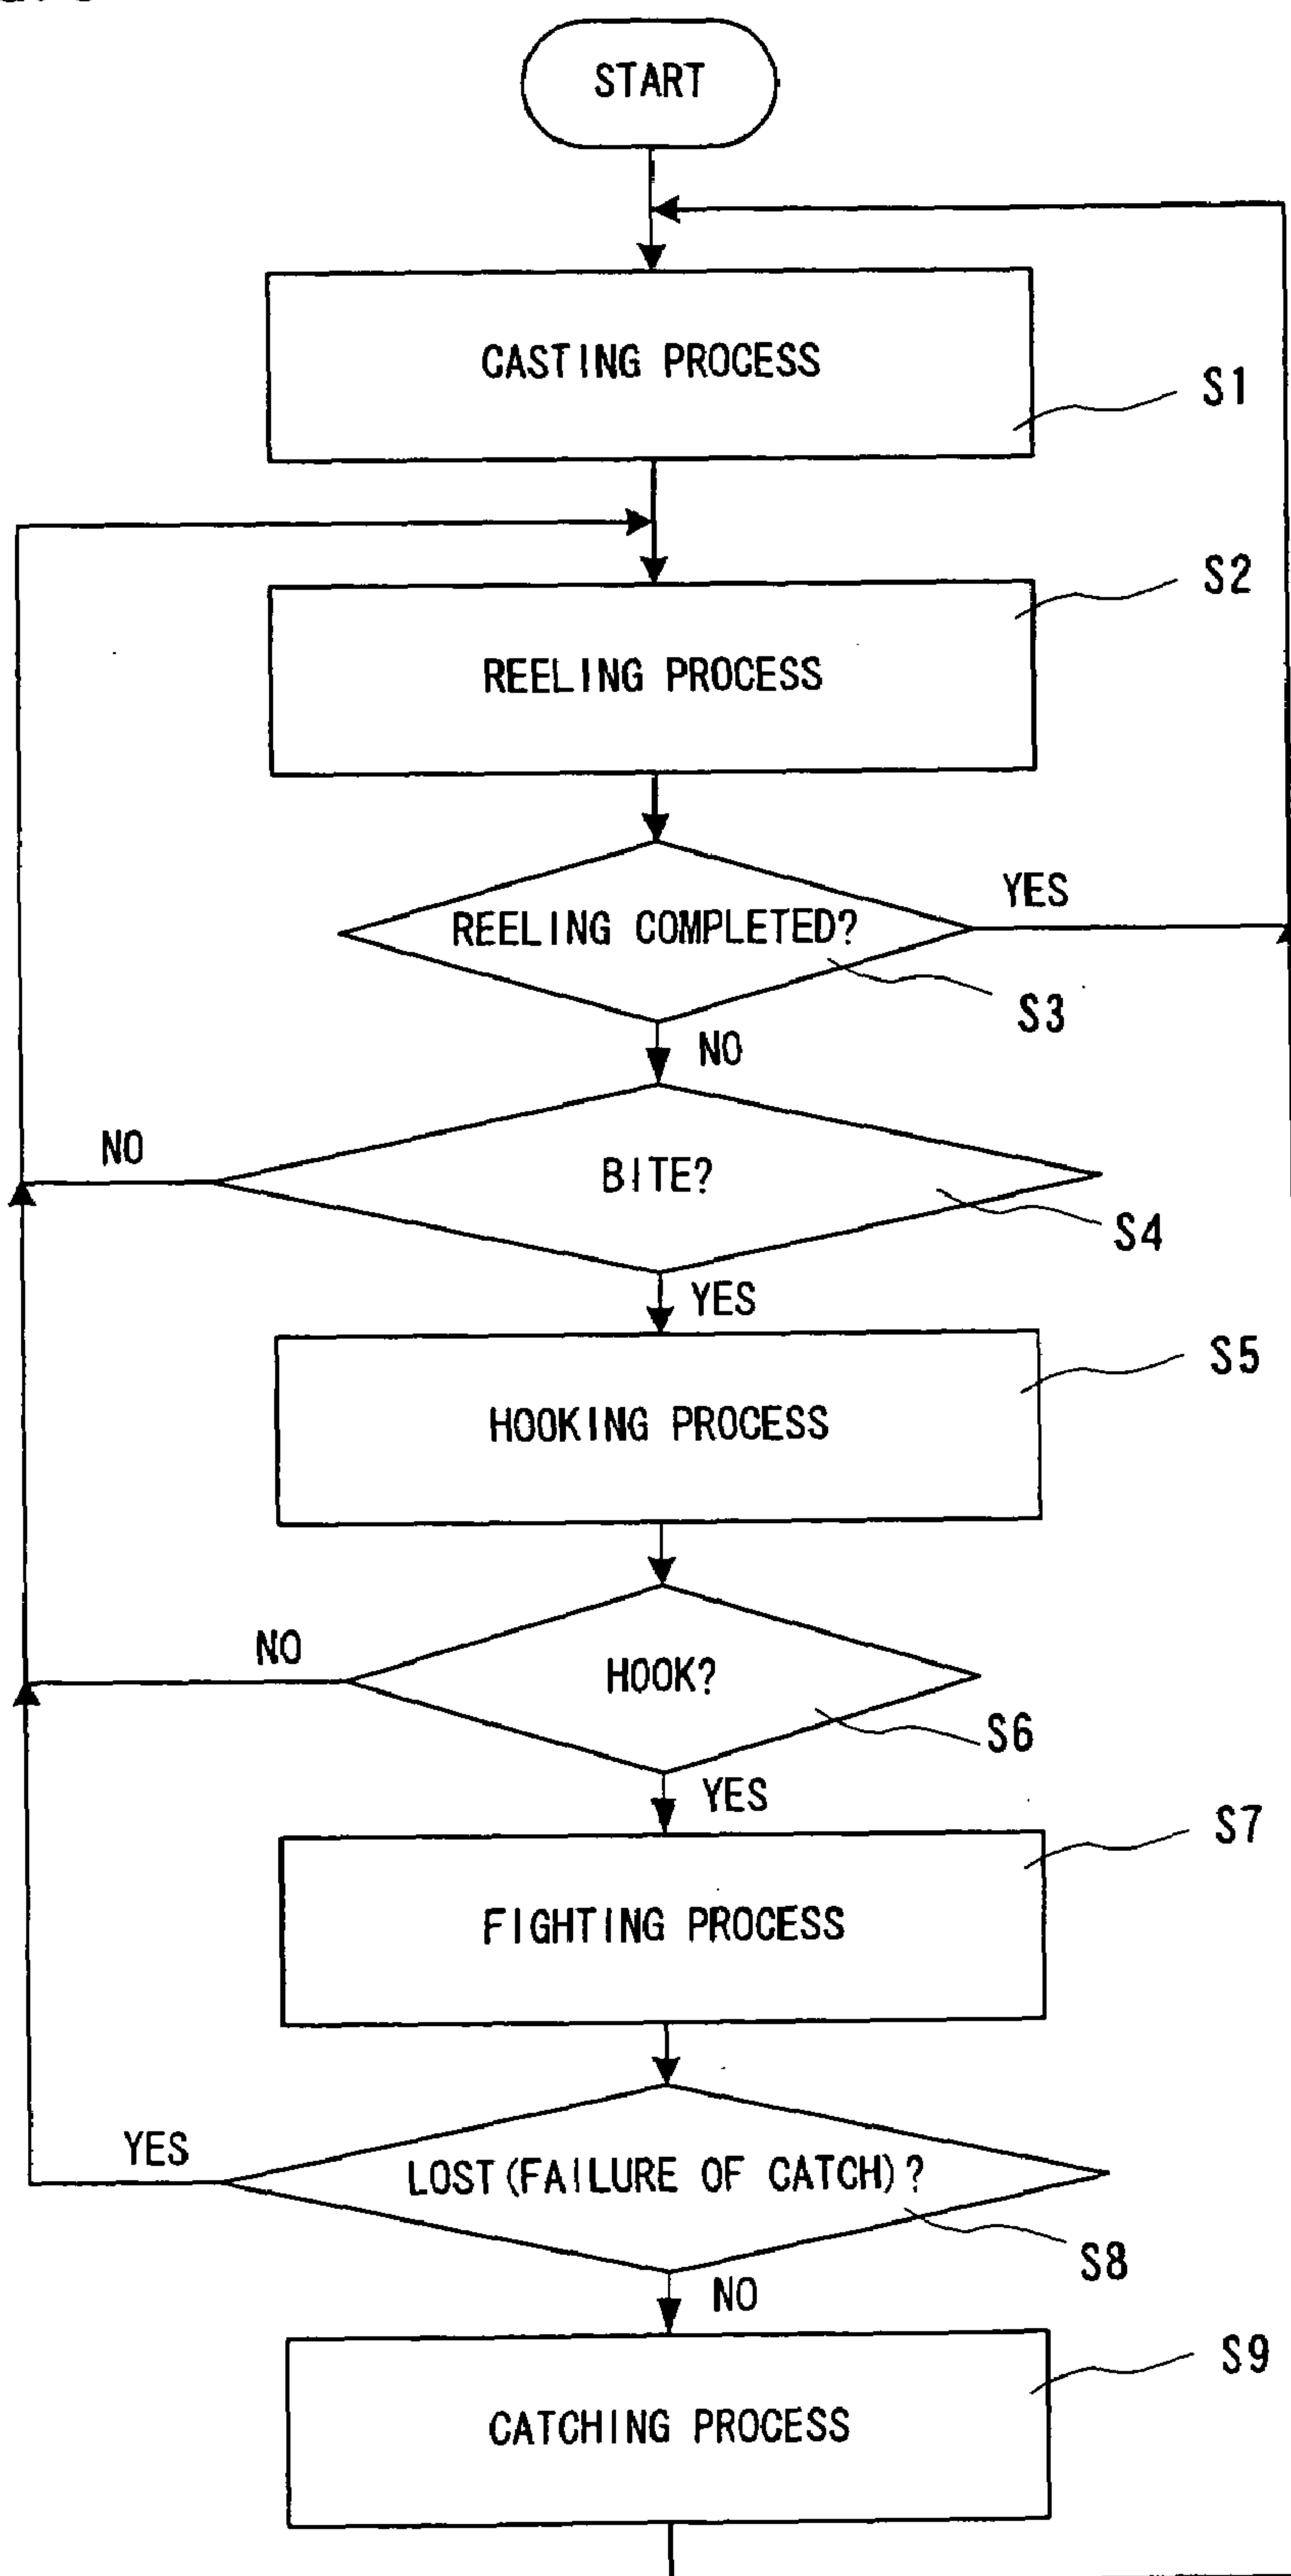 START
CASTING PROCESS
S1
S2
REELING PROCESS
YES
REELING COMPLETED?
S3
NO
NO
BITE?
S4
YES
S5
HOOKING PROCESS
NO
HOOK?
S6
YES
S7
FIGHTING PROCESS
YES
LOST(FAILURE OF CATCH)?
S8
NO
S9
CATCHING PROCESS